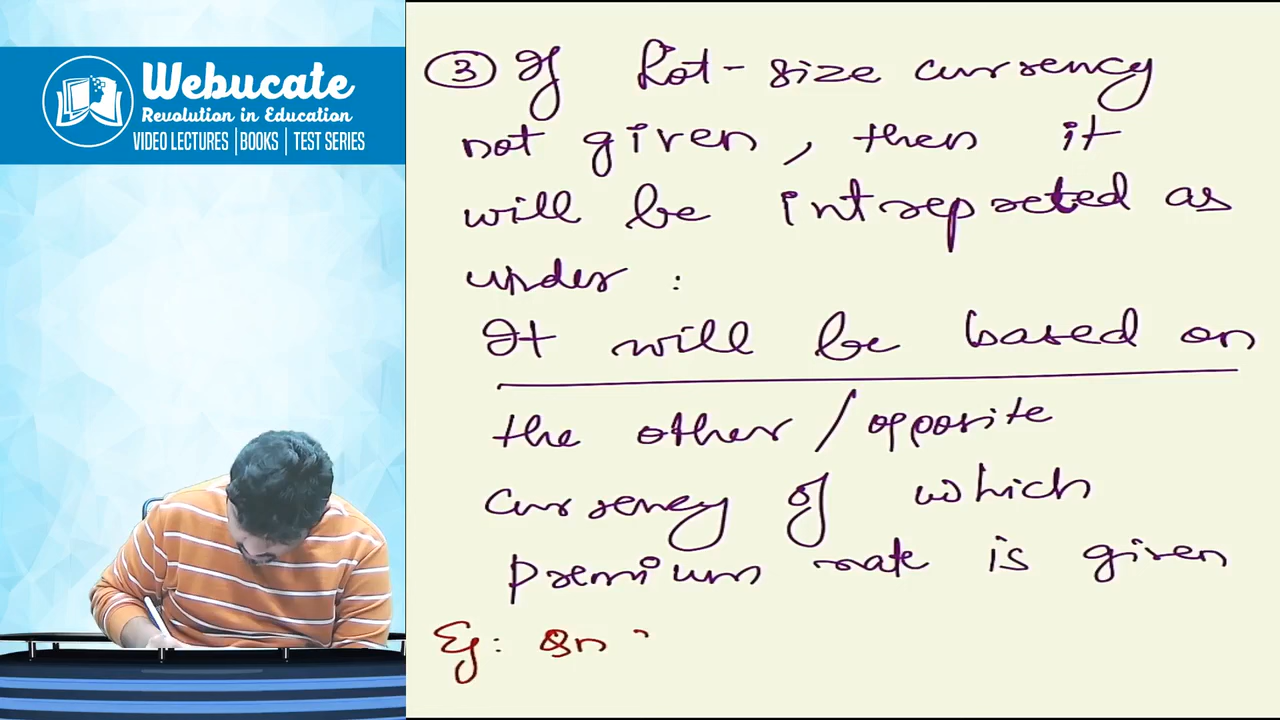 Webucate
Revolution in Education
VIDEO LECTURES | BOOKS | TEST SERIES
③ If Lot-size currency
not given, then it
will be intrepreted as
under :
It will be based on
the other / opposite
currency of which
premium rate is given
Eg: